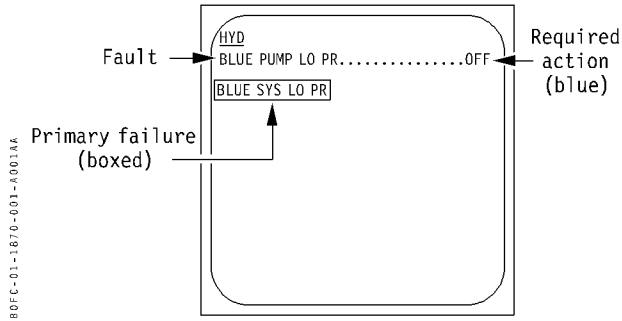 HYD
Fault
BLUE PUMP LO PR...............OFF
Required
action
(blue)
BLUE SYS LO PR
Primary failure
(boxed)
B0FC-01-1870-001-A001AA